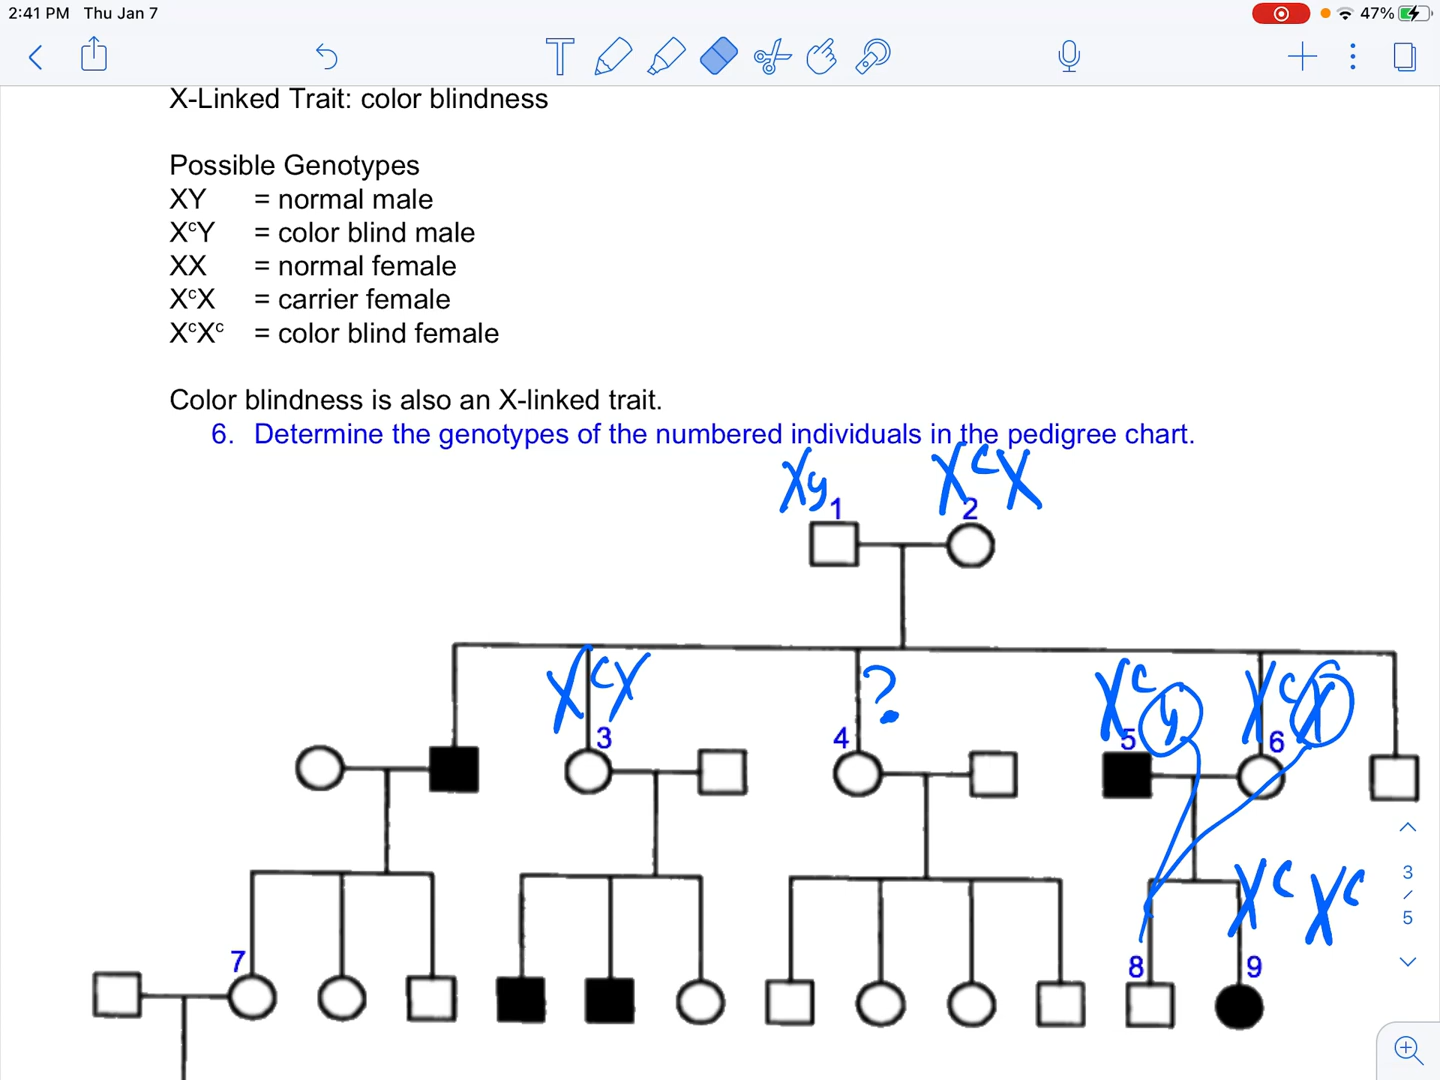 2:41 PM Thu Jan 7
47%
X-Linked Trait: color blindness
Possible Genotypes
XY = normal male
XᶜY = color blind male
XX = normal female
XᶜX = carrier female
XᶜXᶜ = color blind female
Color blindness is also an X-linked trait.
6. Determine the genotypes of the numbered individuals in the pedigree chart.
Xy XᶜX
1 2
XᶜX ? Xᶜy XᶜX
3 4 5 6
XᶜXᶜ
3
/
5
7 8 9